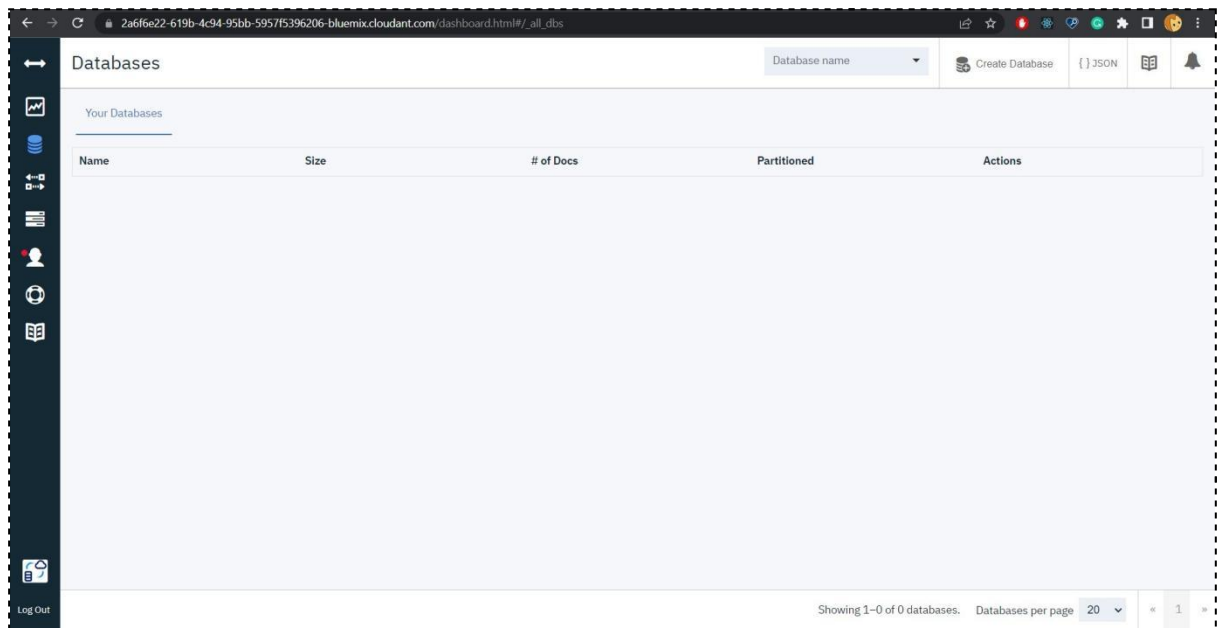 2a6f6e22-619b-4c94-95bb-5957f5396206-bluemix.cloudant.com/dashboard.html#/_all_dbs
Databases
Database name
Create Database
{ } JSON
Your Databases
Name Size # of Docs Partitioned Actions
Log Out
Showing 1–0 of 0 databases. Databases per page 20 « 1 »